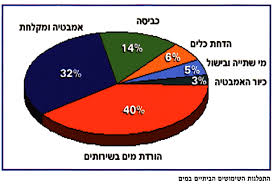 כביסה
אמבטיה ומקלחת
הדחת כלים
14%
6%
מי שתייה ובישול
32%
5%
כיור האמבטיה
3%
40%
הורדת מים בשירותים
התפלגות השימושים הביתיים במים